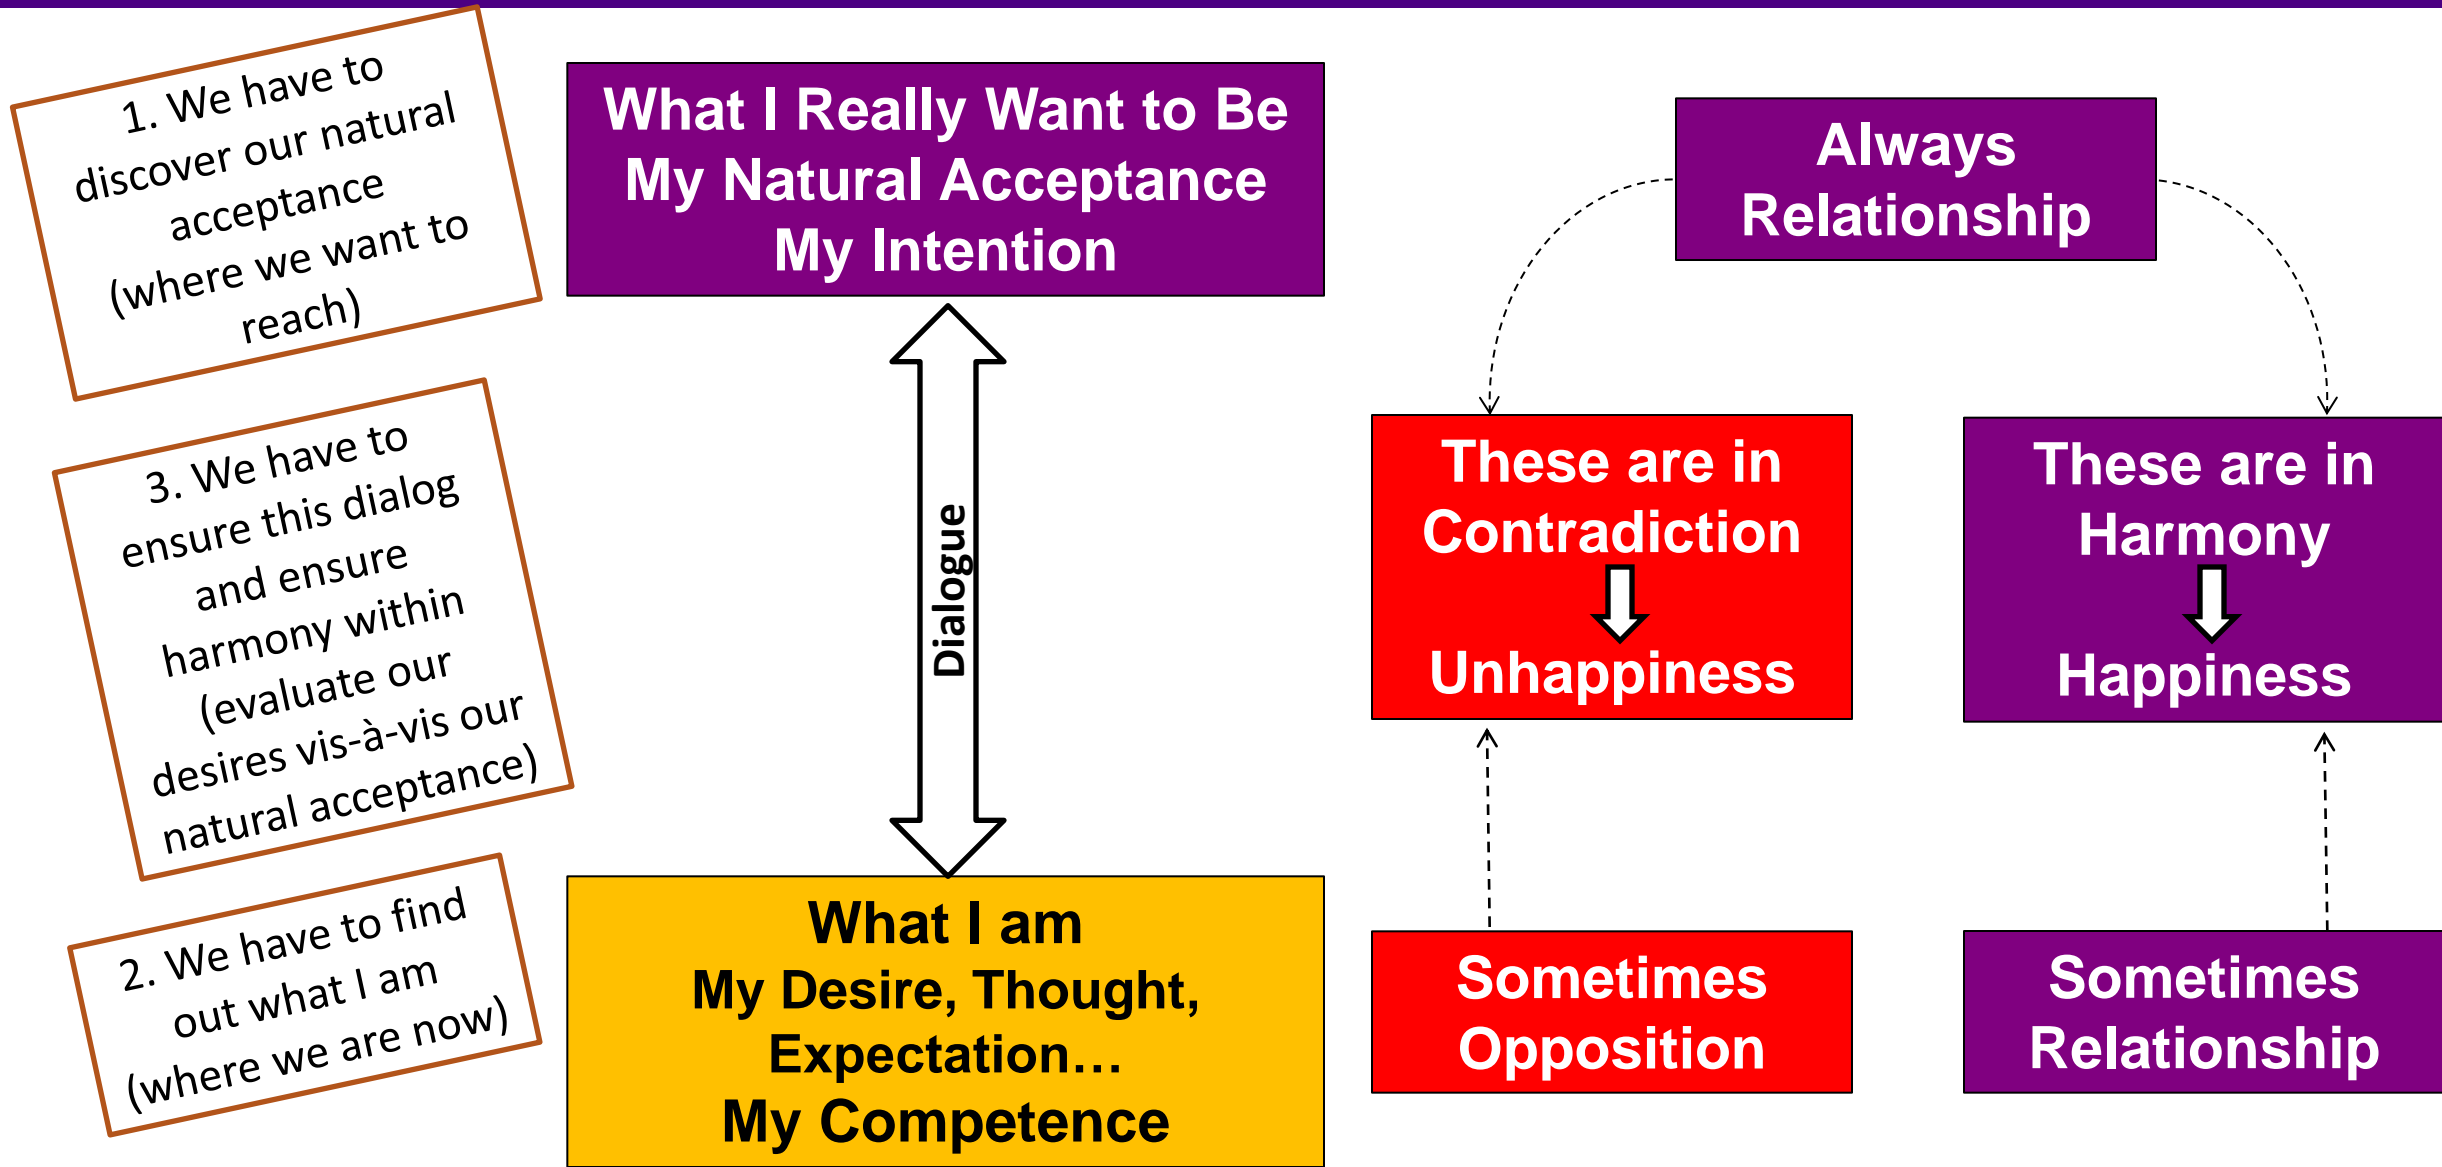 1. We have to
discover our natural
acceptance
(where we want to
reach)
3. We have to
ensure this dialog
and ensure
harmony within
(evaluate our
desires vis-à-vis our
natural acceptance)
2. We have to find
out what I am
(where we are now)
What I Really Want to Be
My Natural Acceptance
My Intention
Dialogue
What I am
My Desire, Thought,
Expectation…
My Competence
Always
Relationship
These are in
Contradiction
Unhappiness
These are in
Harmony
Happiness
Sometimes
Opposition
Sometimes
Relationship